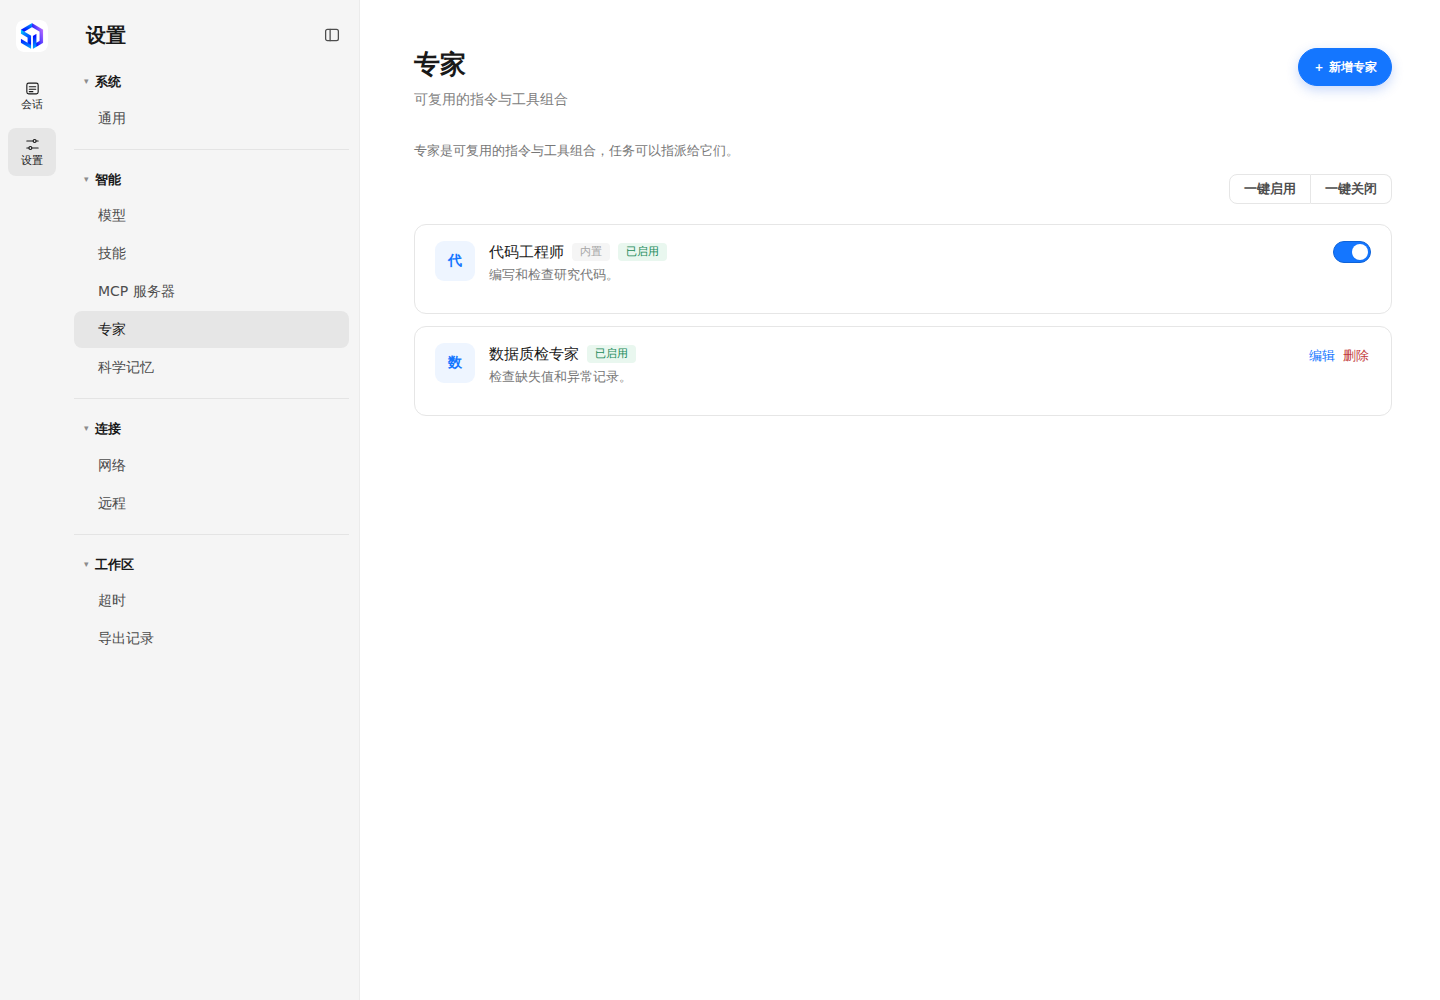 会话
设置
设置
系统
通用
智能
模型
技能
MCP 服务器
专家
科学记忆
连接
网络
远程
工作区
超时
导出记录
专家
可复用的指令与工具组合
+ 新增专家
专家是可复用的指令与工具组合，任务可以指派给它们。
一键启用 一键关闭
代
代码工程师 内置 已启用
编写和检查研究代码。
数
数据质检专家 已启用
检查缺失值和异常记录。
编辑 删除